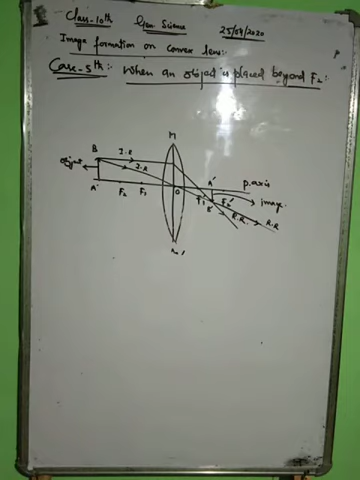 Class-10th Gen Science 25/04/2020
Image formation on convex lens:-
Case-5th:- When an object is placed beyond F2:-
M
B I.R
object I.R A' P.axis
A F2 F1 O F1' F2' image
B' R.R. R.R